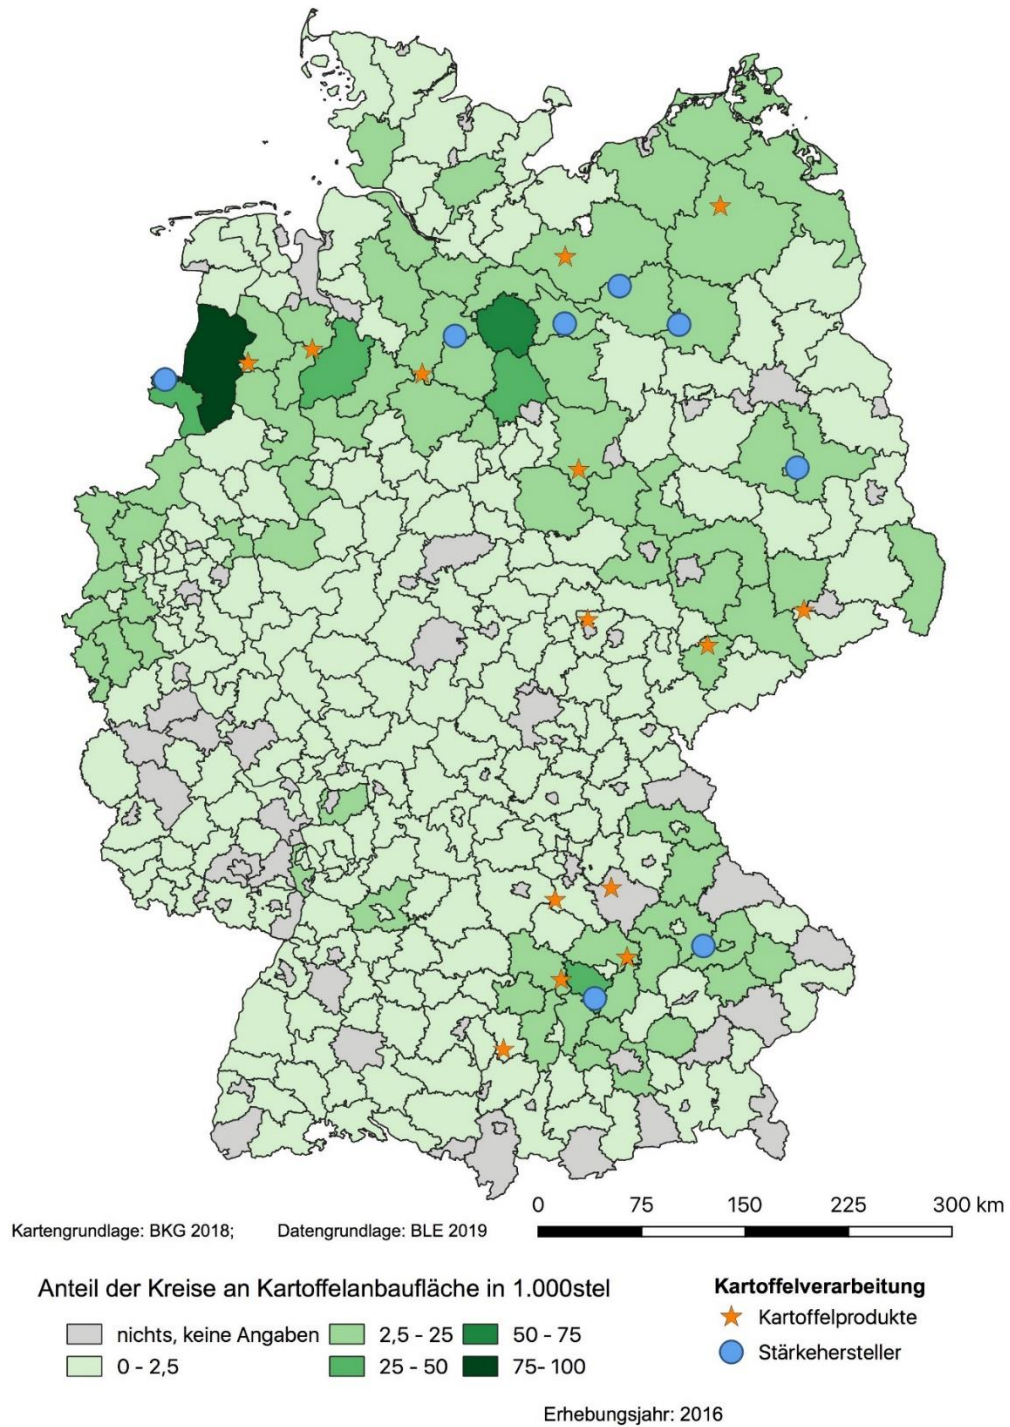 0 75 150 225 300 km
Kartengrundlage: BKG 2018; Datengrundlage: BLE 2019
Anteil der Kreise an Kartoffelanbaufläche in 1.000stel
nichts, keine Angaben
0 - 2,5
2,5 - 25
25 - 50
50 - 75
75- 100
Kartoffelverarbeitung
Kartoffelprodukte
Stärkehersteller
Erhebungsjahr: 2016